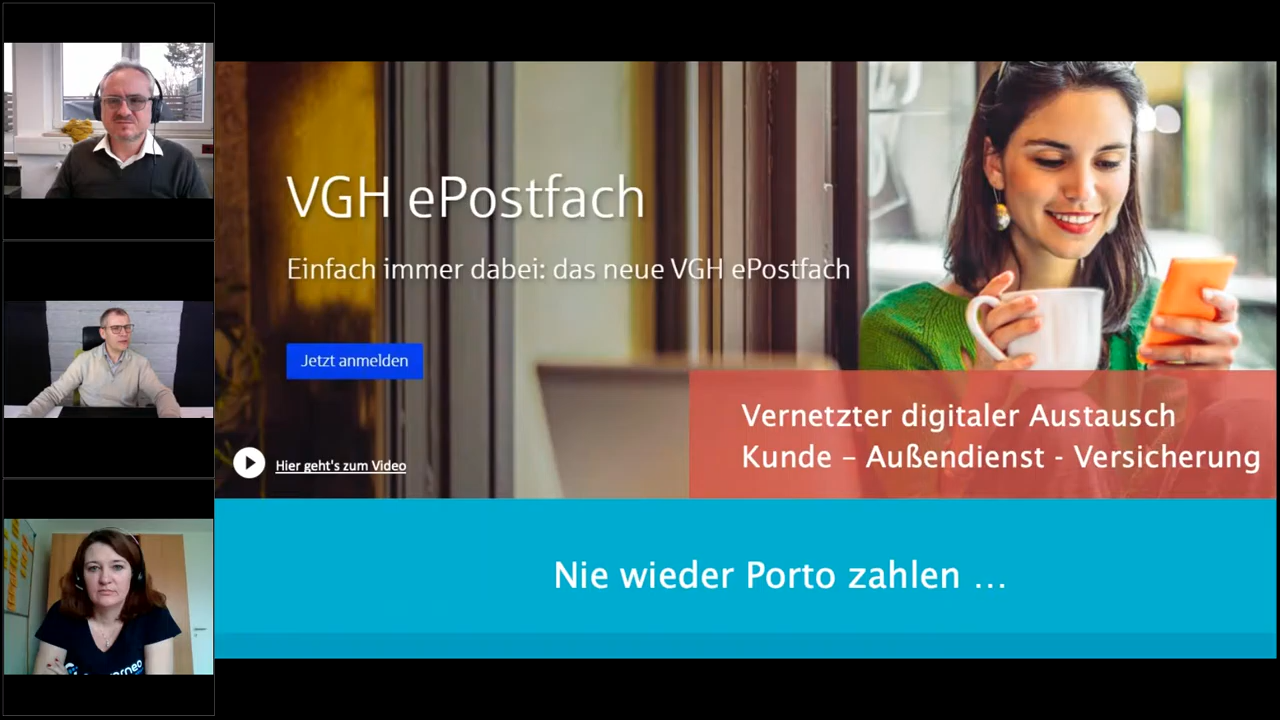 VGH ePostfach
Einfach immer dabei: das neue VGH ePostfach
Jetzt anmelden
Hier geht's zum Video
Vernetzter digitaler Austausch
Kunde – Außendienst - Versicherung
Nie wieder Porto zahlen …